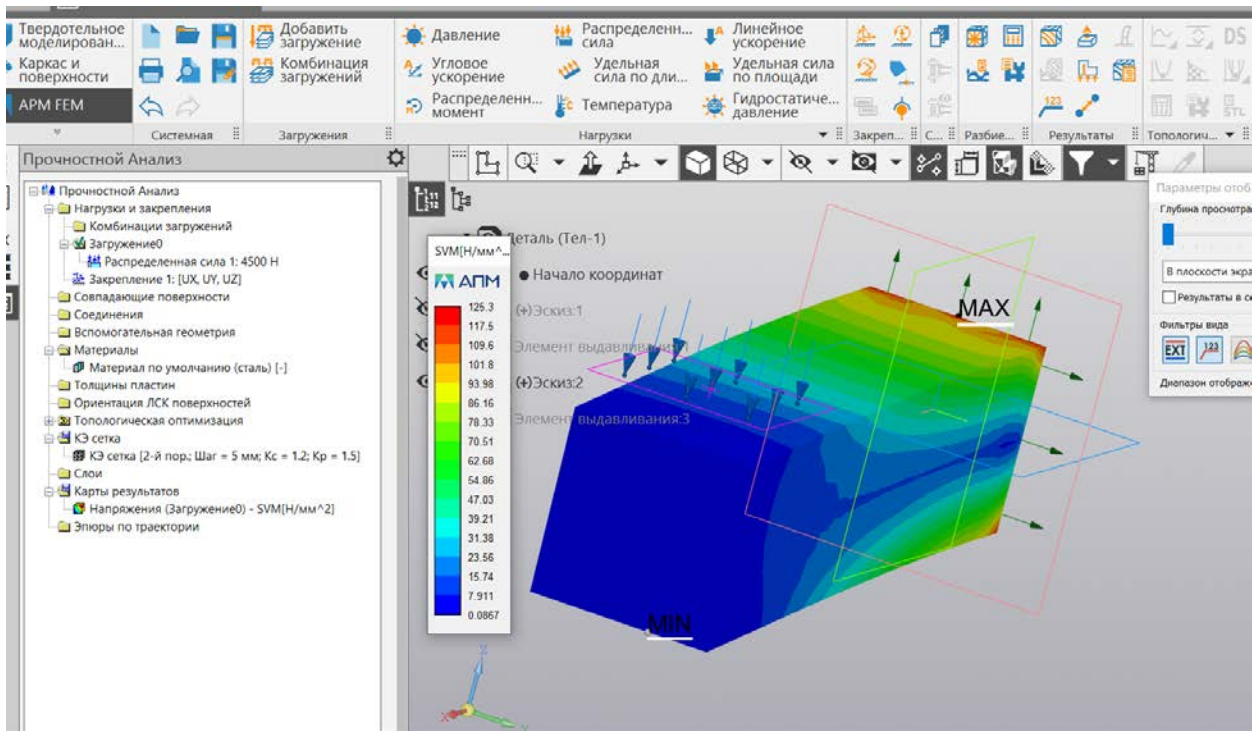 Твердотельное
моделирован...
Каркас и
поверхности
APM FEM
Системная
Добавить
загружение
Комбинация
загружений
Загружения
Давление
Угловое
ускорение
Распределенн...
момент
Распределенн...
сила
Удельная
сила по дли...
Температура
Линейное
ускорение
Удельная сила
по площади
Гидростатиче...
давление
Нагрузки
Закреп...
С...
Разбие...
123
Результаты
DS
STL
Топологич...
Прочностной Анализ
Прочностной Анализ
Нагрузки и закрепления
Комбинации загружений
Загружение0
Распределенная сила 1: 4500 Н
Закрепление 1: [UX, UY, UZ]
Совпадающие поверхности
Соединения
Вспомогательная геометрия
Материалы
Материал по умолчанию (сталь) [-]
Толщины пластин
Ориентация ЛСК поверхностей
Топологическая оптимизация
КЭ сетка
КЭ сетка [2-й пор.; Шаг = 5 мм; Кс = 1.2; Кр = 1.5]
Слои
Карты результатов
Напряжения (Загружение0) - SVM[Н/мм^2]
Эпюры по траектории
SVM[Н/мм^...
АПМ
125.3
117.5
109.6
101.8
93.98
86.16
78.33
70.51
62.68
54.86
47.03
39.21
31.38
23.56
15.74
7.911
0.0867
Деталь (Тел-1)
Начало координат
(+)Эскиз:1
Элемент выдавливания:1
(+)Эскиз:2
Элемент выдавливания:3
MAX
MIN
Z
X
Y
Параметры отоб
Глубина просмотра
В плоскости экра
Результаты в се
Фильтры вида
EXT
123
Диапазон отображ